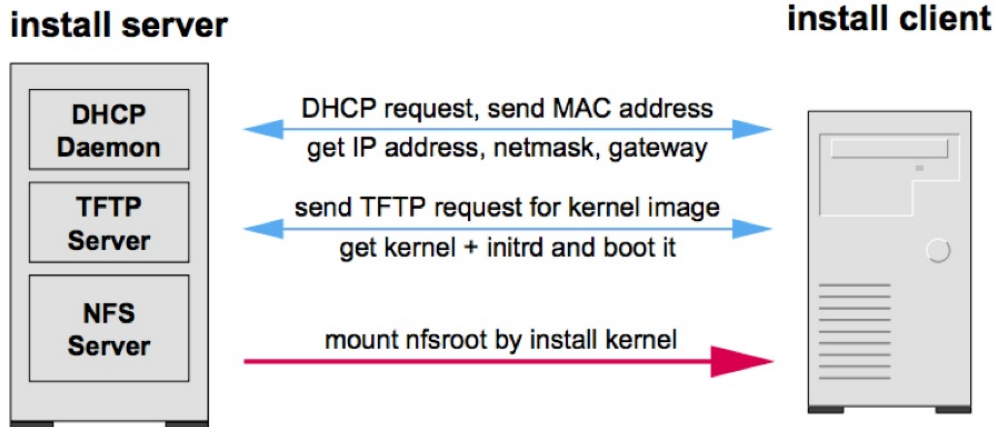 install server
install client
DHCP
Daemon
DHCP request, send MAC address
get IP address, netmask, gateway
TFTP
Server
send TFTP request for kernel image
get kernel + initrd and boot it
NFS
Server
mount nfsroot by install kernel